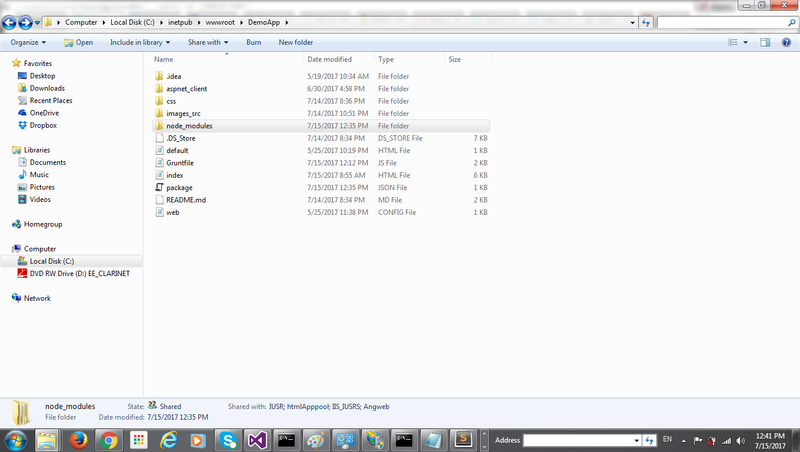 Computer ▸ Local Disk (C:) ▸ inetpub ▸ wwwroot ▸ DemoApp
Organize Open Include in library Share with Burn New folder
Name Date modified Type Size
Favorites
Desktop
Downloads
Recent Places
OneDrive
Dropbox
Libraries
Documents
Music
Pictures
Videos
Homegroup
Computer
Local Disk (C:)
DVD RW Drive (D:) EE_CLARINET
Network
.idea 5/19/2017 10:34 AM File folder
aspnet_client 6/30/2017 4:58 PM File folder
css 7/14/2017 8:36 PM File folder
images_src 7/14/2017 10:51 PM File folder
node_modules 7/15/2017 12:35 PM File folder
.DS_Store 7/14/2017 8:34 PM DS_STORE File 7 KB
default 5/25/2017 10:19 PM HTML File 1 KB
Gruntfile 7/15/2017 12:12 PM JS File 2 KB
index 7/15/2017 8:55 AM HTML File 6 KB
package 7/15/2017 12:35 PM JSON File 1 KB
README.md 7/14/2017 8:34 PM MD File 2 KB
web 5/25/2017 11:38 PM CONFIG File 1 KB
node_modules State: Shared Shared with: IUSR; htmlApppool; IIS_IUSRS; Angweb
File folder Date modified: 7/15/2017 12:35 PM
Address EN 12:41 PM
7/15/2017